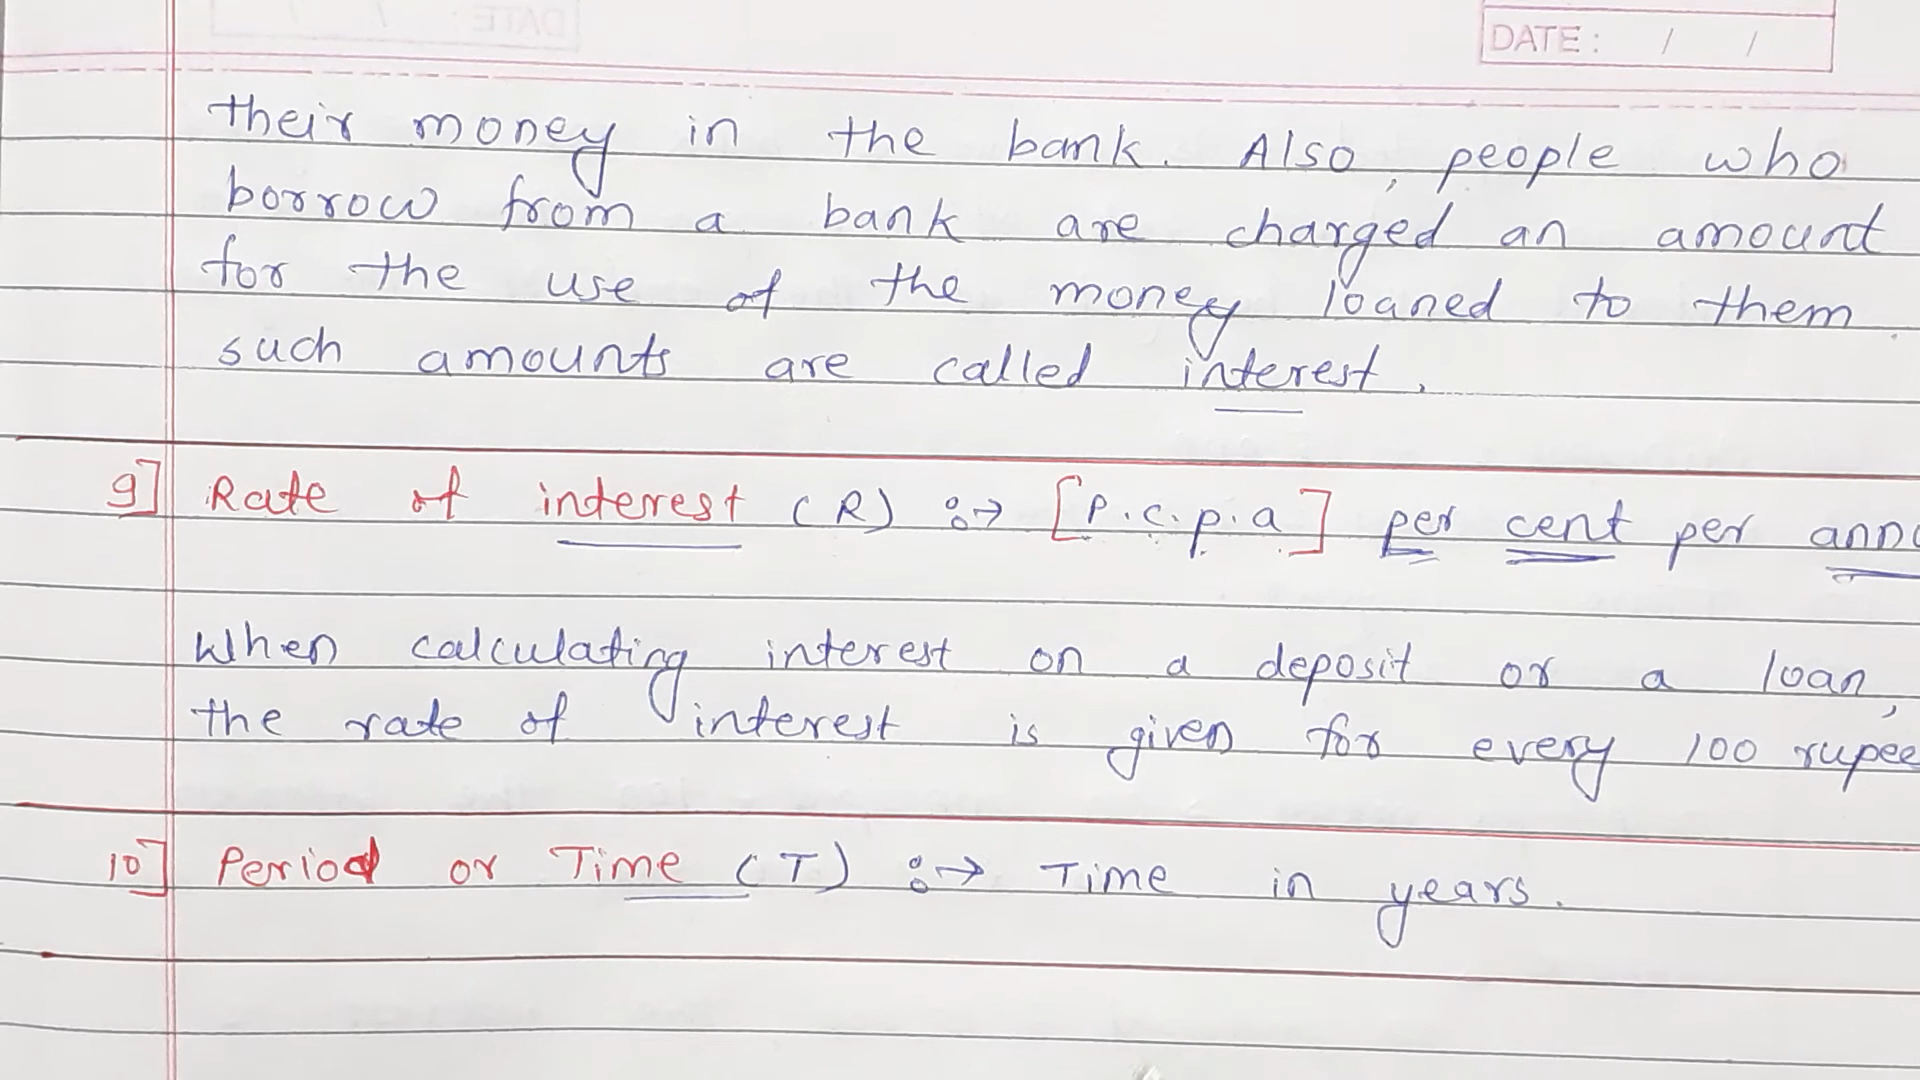 DATE: / /
their money in the bank. Also, people who
borrow from a bank are charged an amount
for the use of the money loaned to them.
such amounts are called interest.
9] Rate of interest (R) :→ [P.c.p.a] per cent per
When calculating interest on a deposit or a loan,
the rate of interest is given for every 100 rupee
10] Period or Time (T) :→ Time in years.